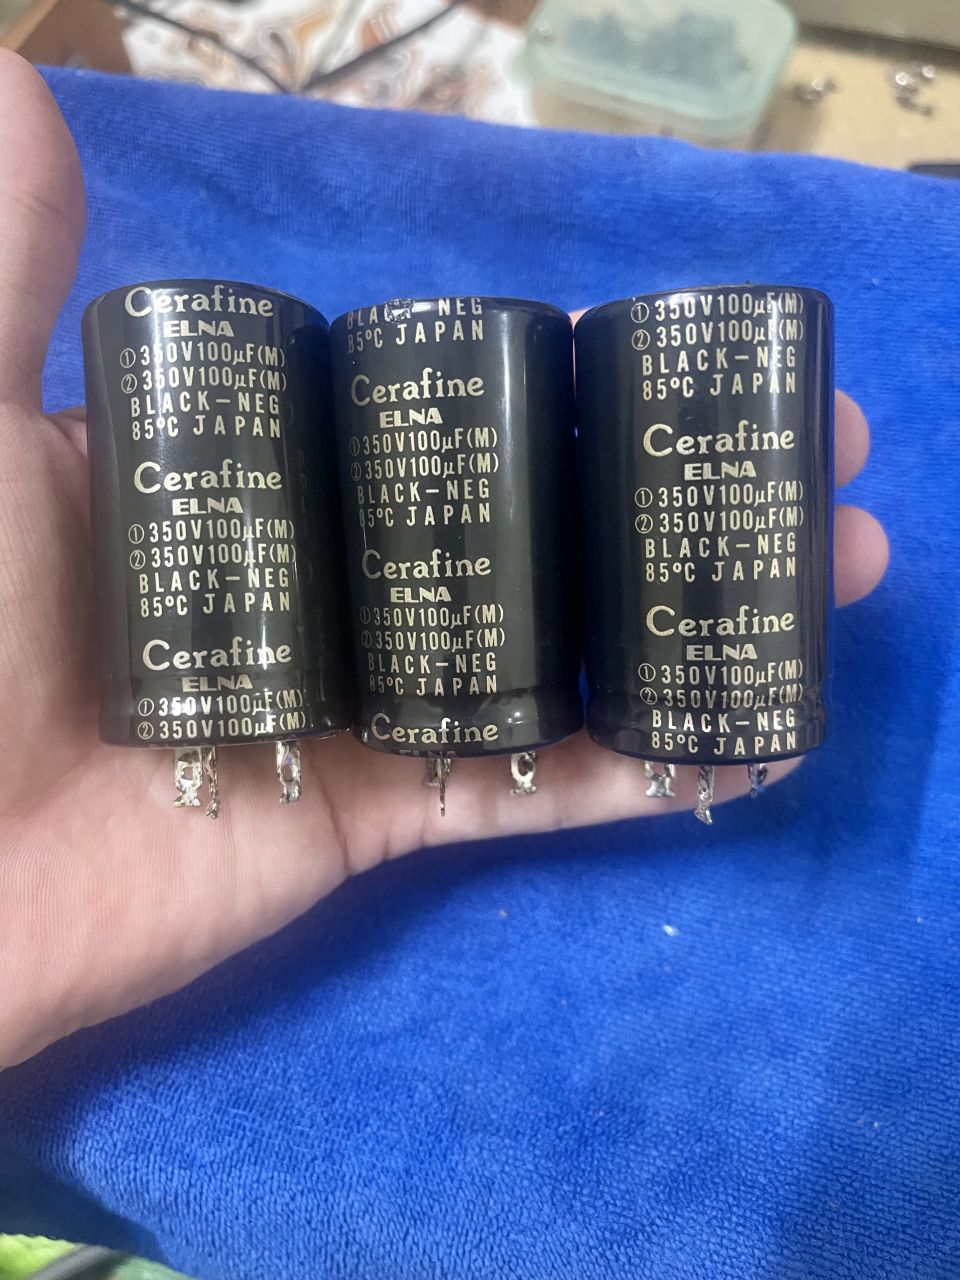 Cerafine
ELNA
①350V100μF(M)
②350V100μF(M)
BLACK–NEG
85°C JAPAN
Cerafine
ELNA
①350V100μF(M)
②350V100μF(M)
BLACK–NEG
85°C JAPAN
Cerafine
ELNA
①350V100μF(M)
②350V100μF(M)
BLACK–NEG
85°C JAPAN
Cerafine
ELNA
①350V100μF(M)
②350V100μF(M)
BLACK–NEG
85°C JAPAN
Cerafine
ELNA
①350V100μF(M)
②350V100μF(M)
BLACK–NEG
85°C JAPAN
Cerafine
①350V100μF(M)
②350V100μF(M)
BLACK–NEG
85°C JAPAN
Cerafine
ELNA
①350V100μF(M)
②350V100μF(M)
BLACK–NEG
85°C JAPAN
Cerafine
ELNA
①350V100μF(M)
②350V100μF(M)
BLACK–NEG
85°C JAPAN